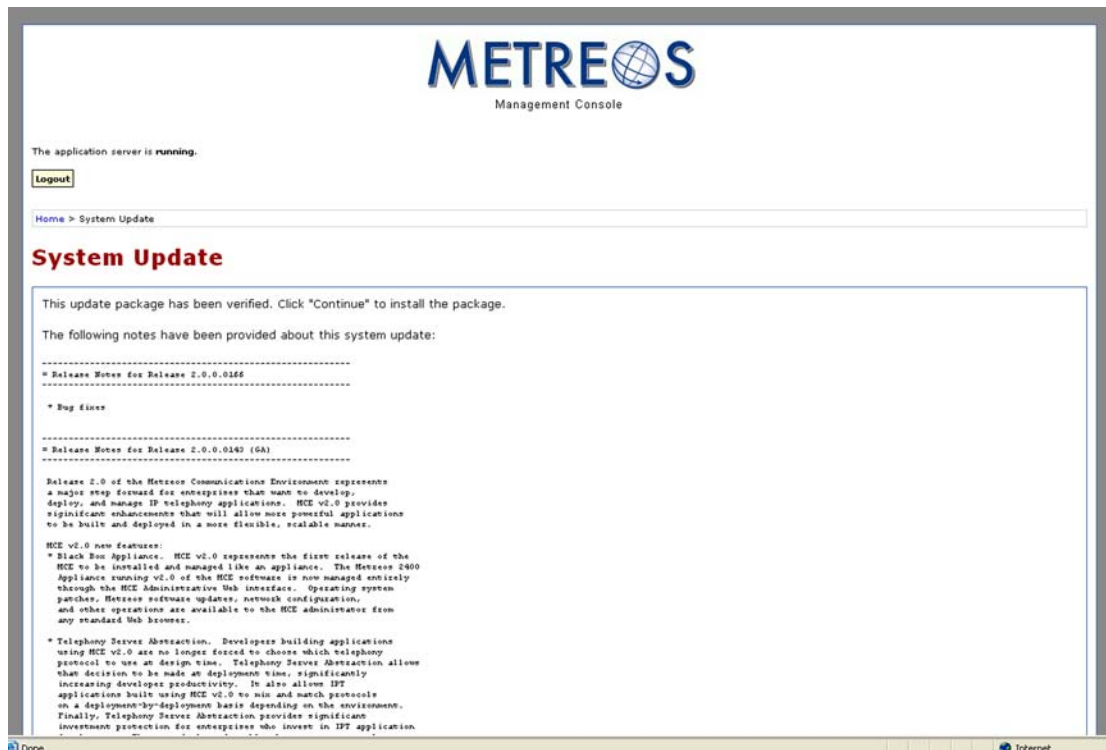 METREOS
Management Console
The application server is running.
Logout
Home > System Update
System Update
This update package has been verified. Click "Continue" to install the package.
The following notes have been provided about this system update:
------------------------------------------------------------
= Release Notes for Release 2.0.0.0166
------------------------------------------------------------
* Bug fixes
------------------------------------------------------------
= Release Notes for Release 2.0.0.0143 (GA)
------------------------------------------------------------
Release 2.0 of the Metreos Communications Environment represents
a major step forward for enterprises that want to develop,
deploy, and manage IP telephony applications. MCE v2.0 provides
siginifcant enhancements that will allow more powerful applications
to be built and deployed in a more flexible, scalable manner.
MCE v2.0 new features:
* Black Box Appliance. MCE v2.0 represents the first release of the
MCE to be installed and managed like an appliance. The Metreos 2400
Appliance running v2.0 of the MCE software is now managed entirely
through the MCE Administrative Web interface. Operating system
patches, Metreos software updates, network configuration,
and other operations are available to the MCE administator from
any standard Web browser.
* Telephony Server Abstraction. Developers building applications
using MCE v2.0 are no longer forced to choose which telephony
protocol to use at design time. Telephony Server Abstraction allows
that decision to be made at deployment time, significantly
increasing developer productivity. It also allows IPT
applications built using MCE v2.0 to mix and match protocols
on a deployment-by-deployment basis depending on the environment.
Finally, Telephony Server Abstraction provides significant
investment protection for enterprises who invest in IPT application
Done
Internet